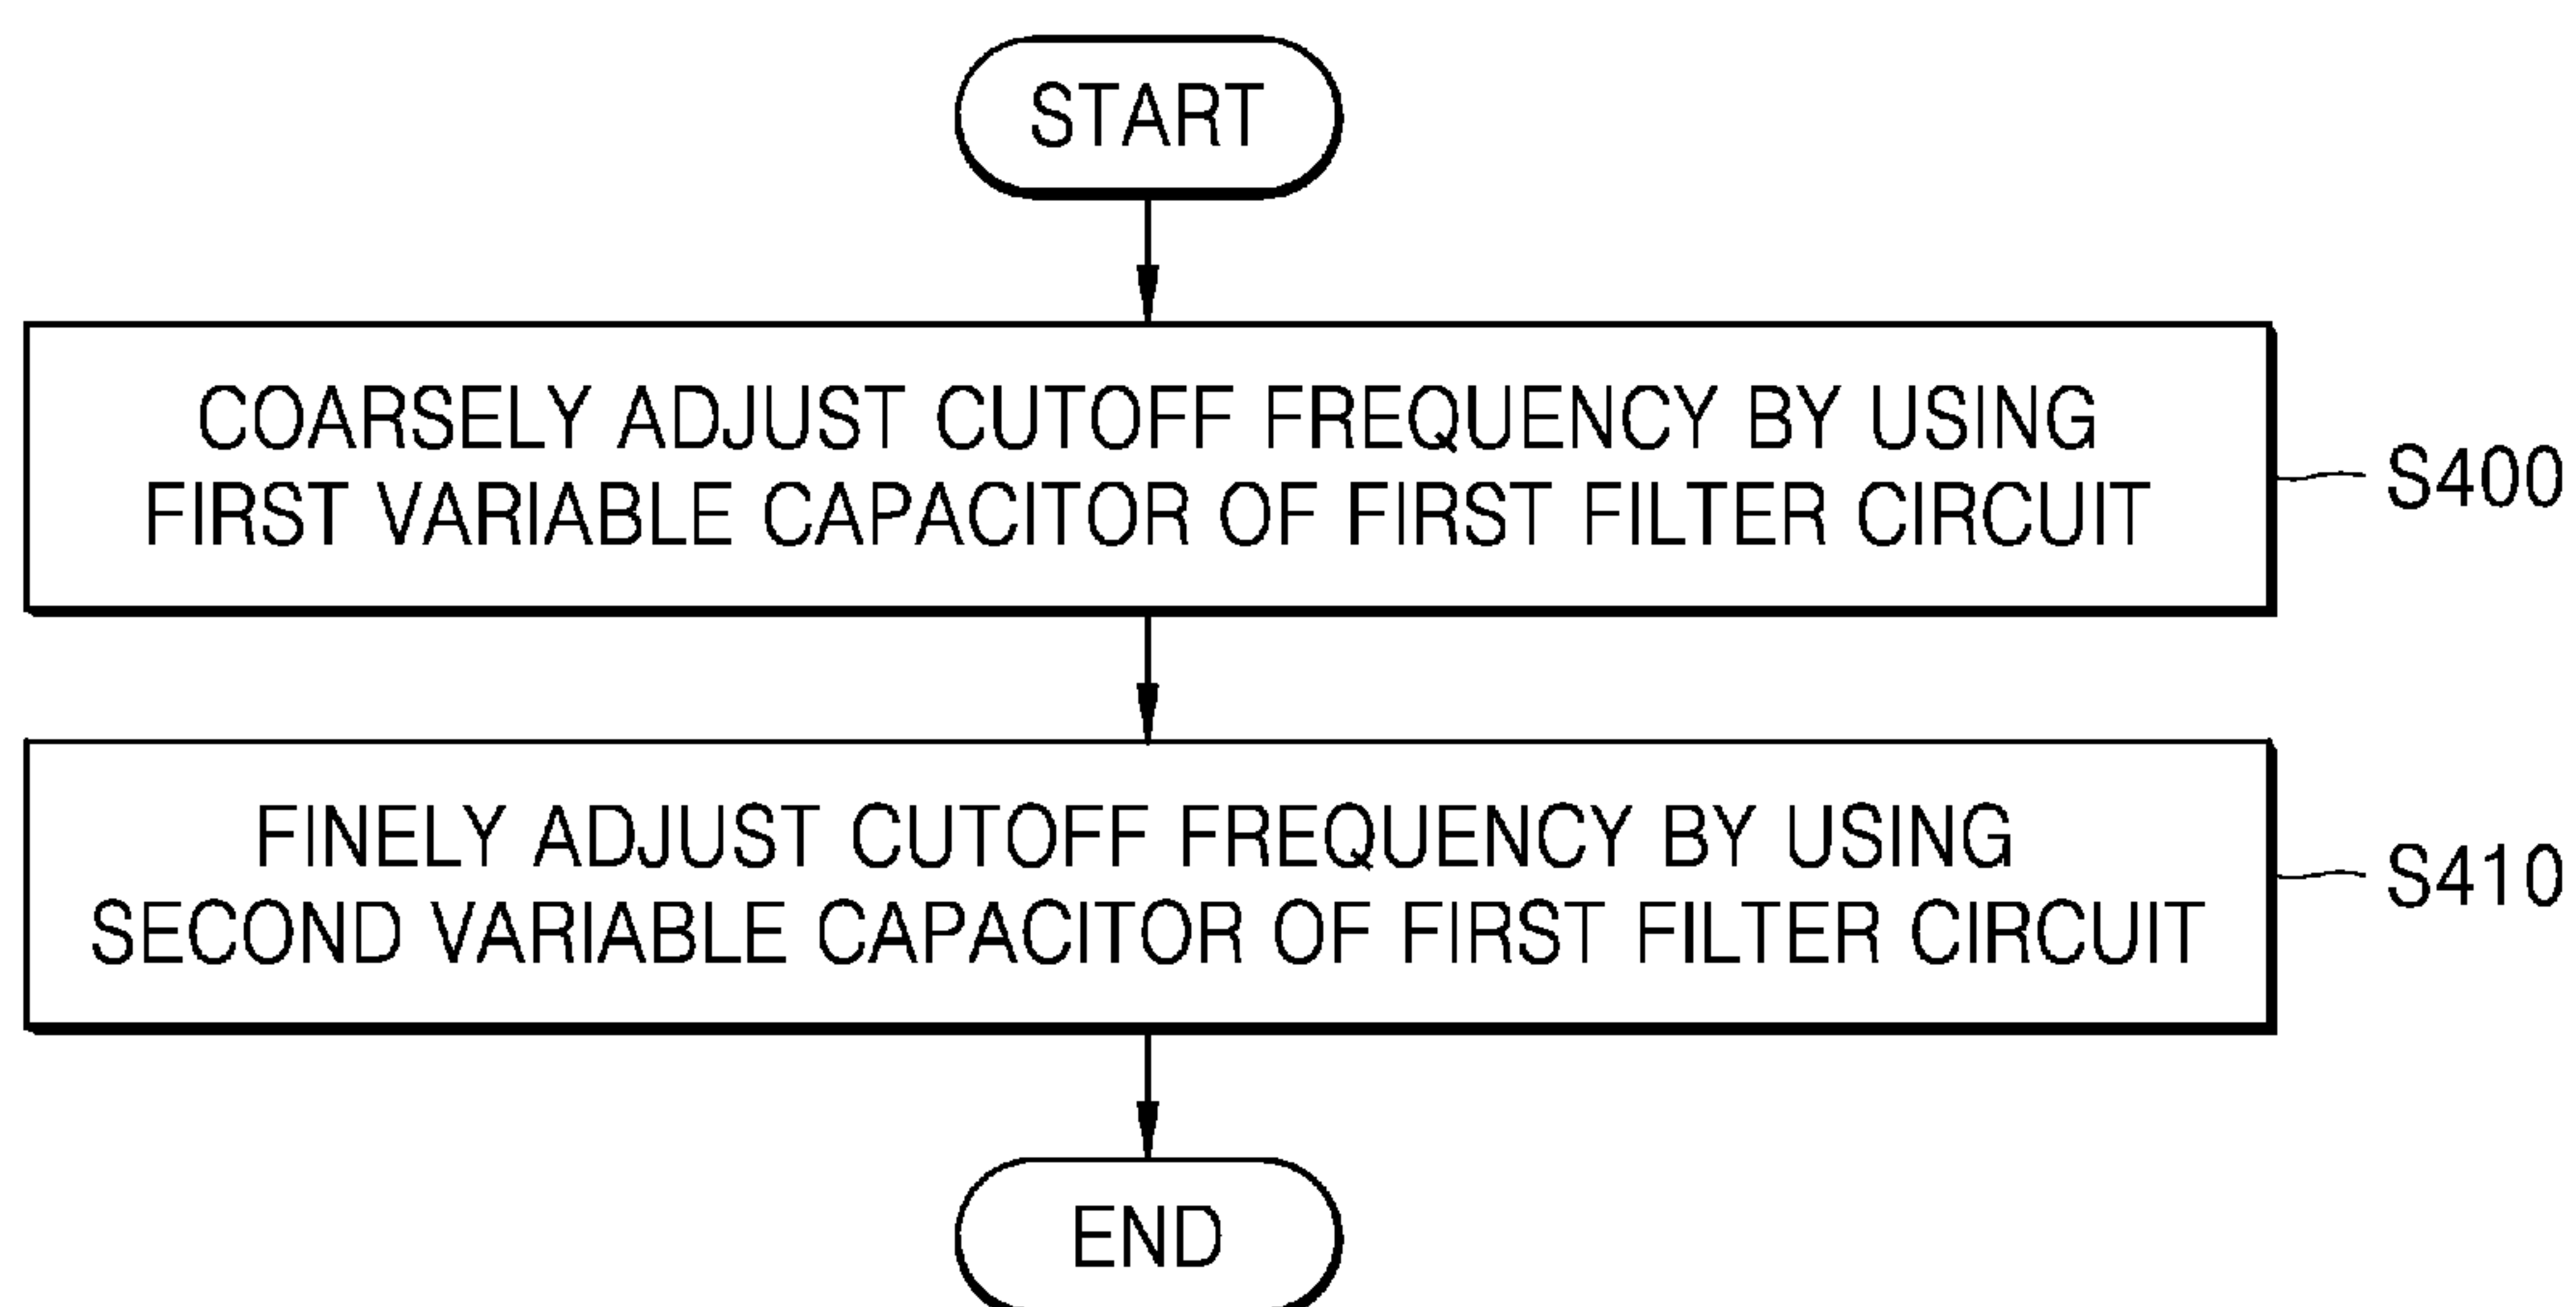 START
COARSELY ADJUST CUTOFF FREQUENCY BY USING
FIRST VARIABLE CAPACITOR OF FIRST FILTER CIRCUIT
S400
FINELY ADJUST CUTOFF FREQUENCY BY USING
SECOND VARIABLE CAPACITOR OF FIRST FILTER CIRCUIT
S410
END